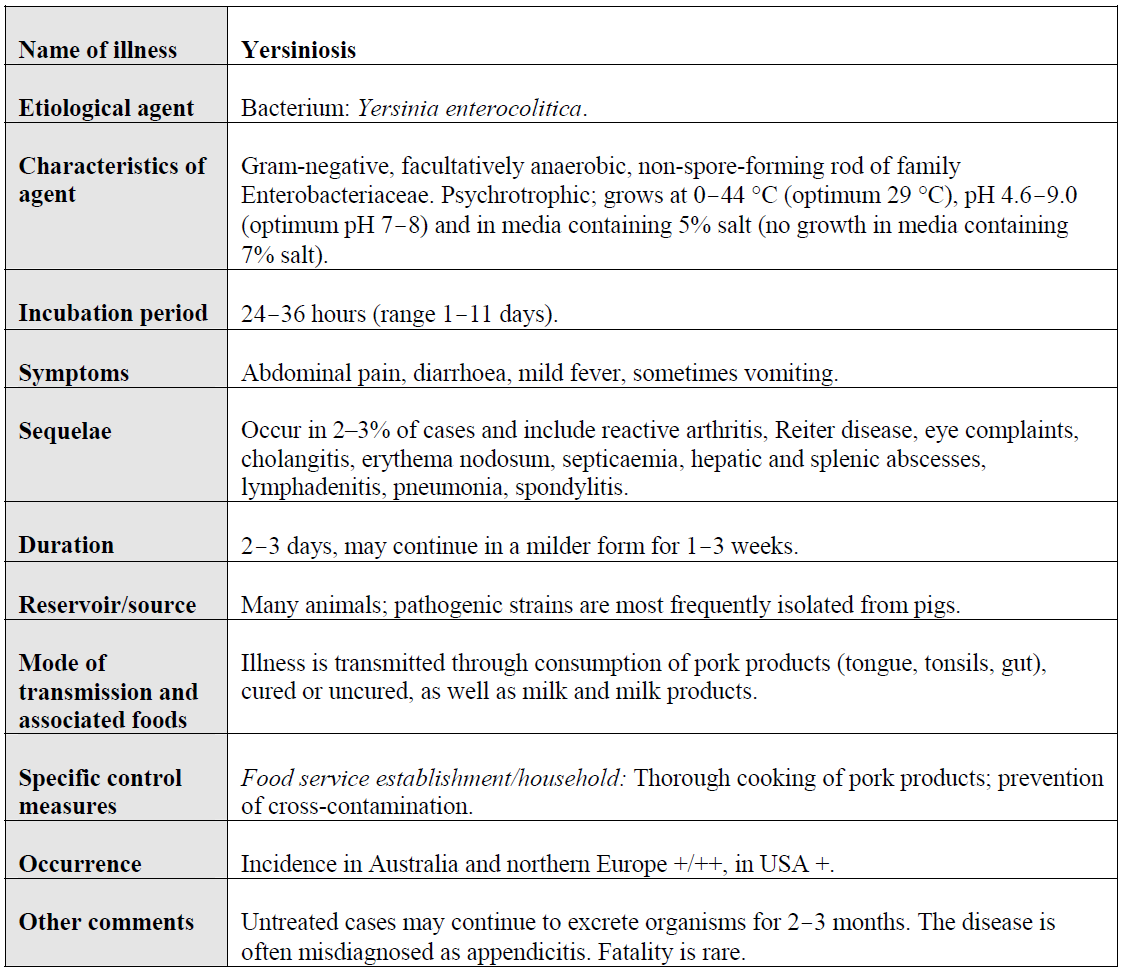 Name of illness
Yersiniosis
Etiological agent
Bacterium: Yersinia enterocolitica.
Characteristics of
agent
Gram-negative, facultatively anaerobic, non-spore-forming rod of family
Enterobacteriaceae. Psychrotrophic; grows at 0–44 °C (optimum 29 °C), pH 4.6–9.0
(optimum pH 7–8) and in media containing 5% salt (no growth in media containing
7% salt).
Incubation period
24–36 hours (range 1–11 days).
Symptoms
Abdominal pain, diarrhoea, mild fever, sometimes vomiting.
Sequelae
Occur in 2–3% of cases and include reactive arthritis, Reiter disease, eye complaints,
cholangitis, erythema nodosum, septicaemia, hepatic and splenic abscesses,
lymphadenitis, pneumonia, spondylitis.
Duration
2–3 days, may continue in a milder form for 1–3 weeks.
Reservoir/source
Many animals; pathogenic strains are most frequently isolated from pigs.
Mode of
transmission and
associated foods
Illness is transmitted through consumption of pork products (tongue, tonsils, gut),
cured or uncured, as well as milk and milk products.
Specific control
measures
Food service establishment/household: Thorough cooking of pork products; prevention
of cross-contamination.
Occurrence
Incidence in Australia and northern Europe +/++, in USA +.
Other comments
Untreated cases may continue to excrete organisms for 2–3 months. The disease is
often misdiagnosed as appendicitis. Fatality is rare.